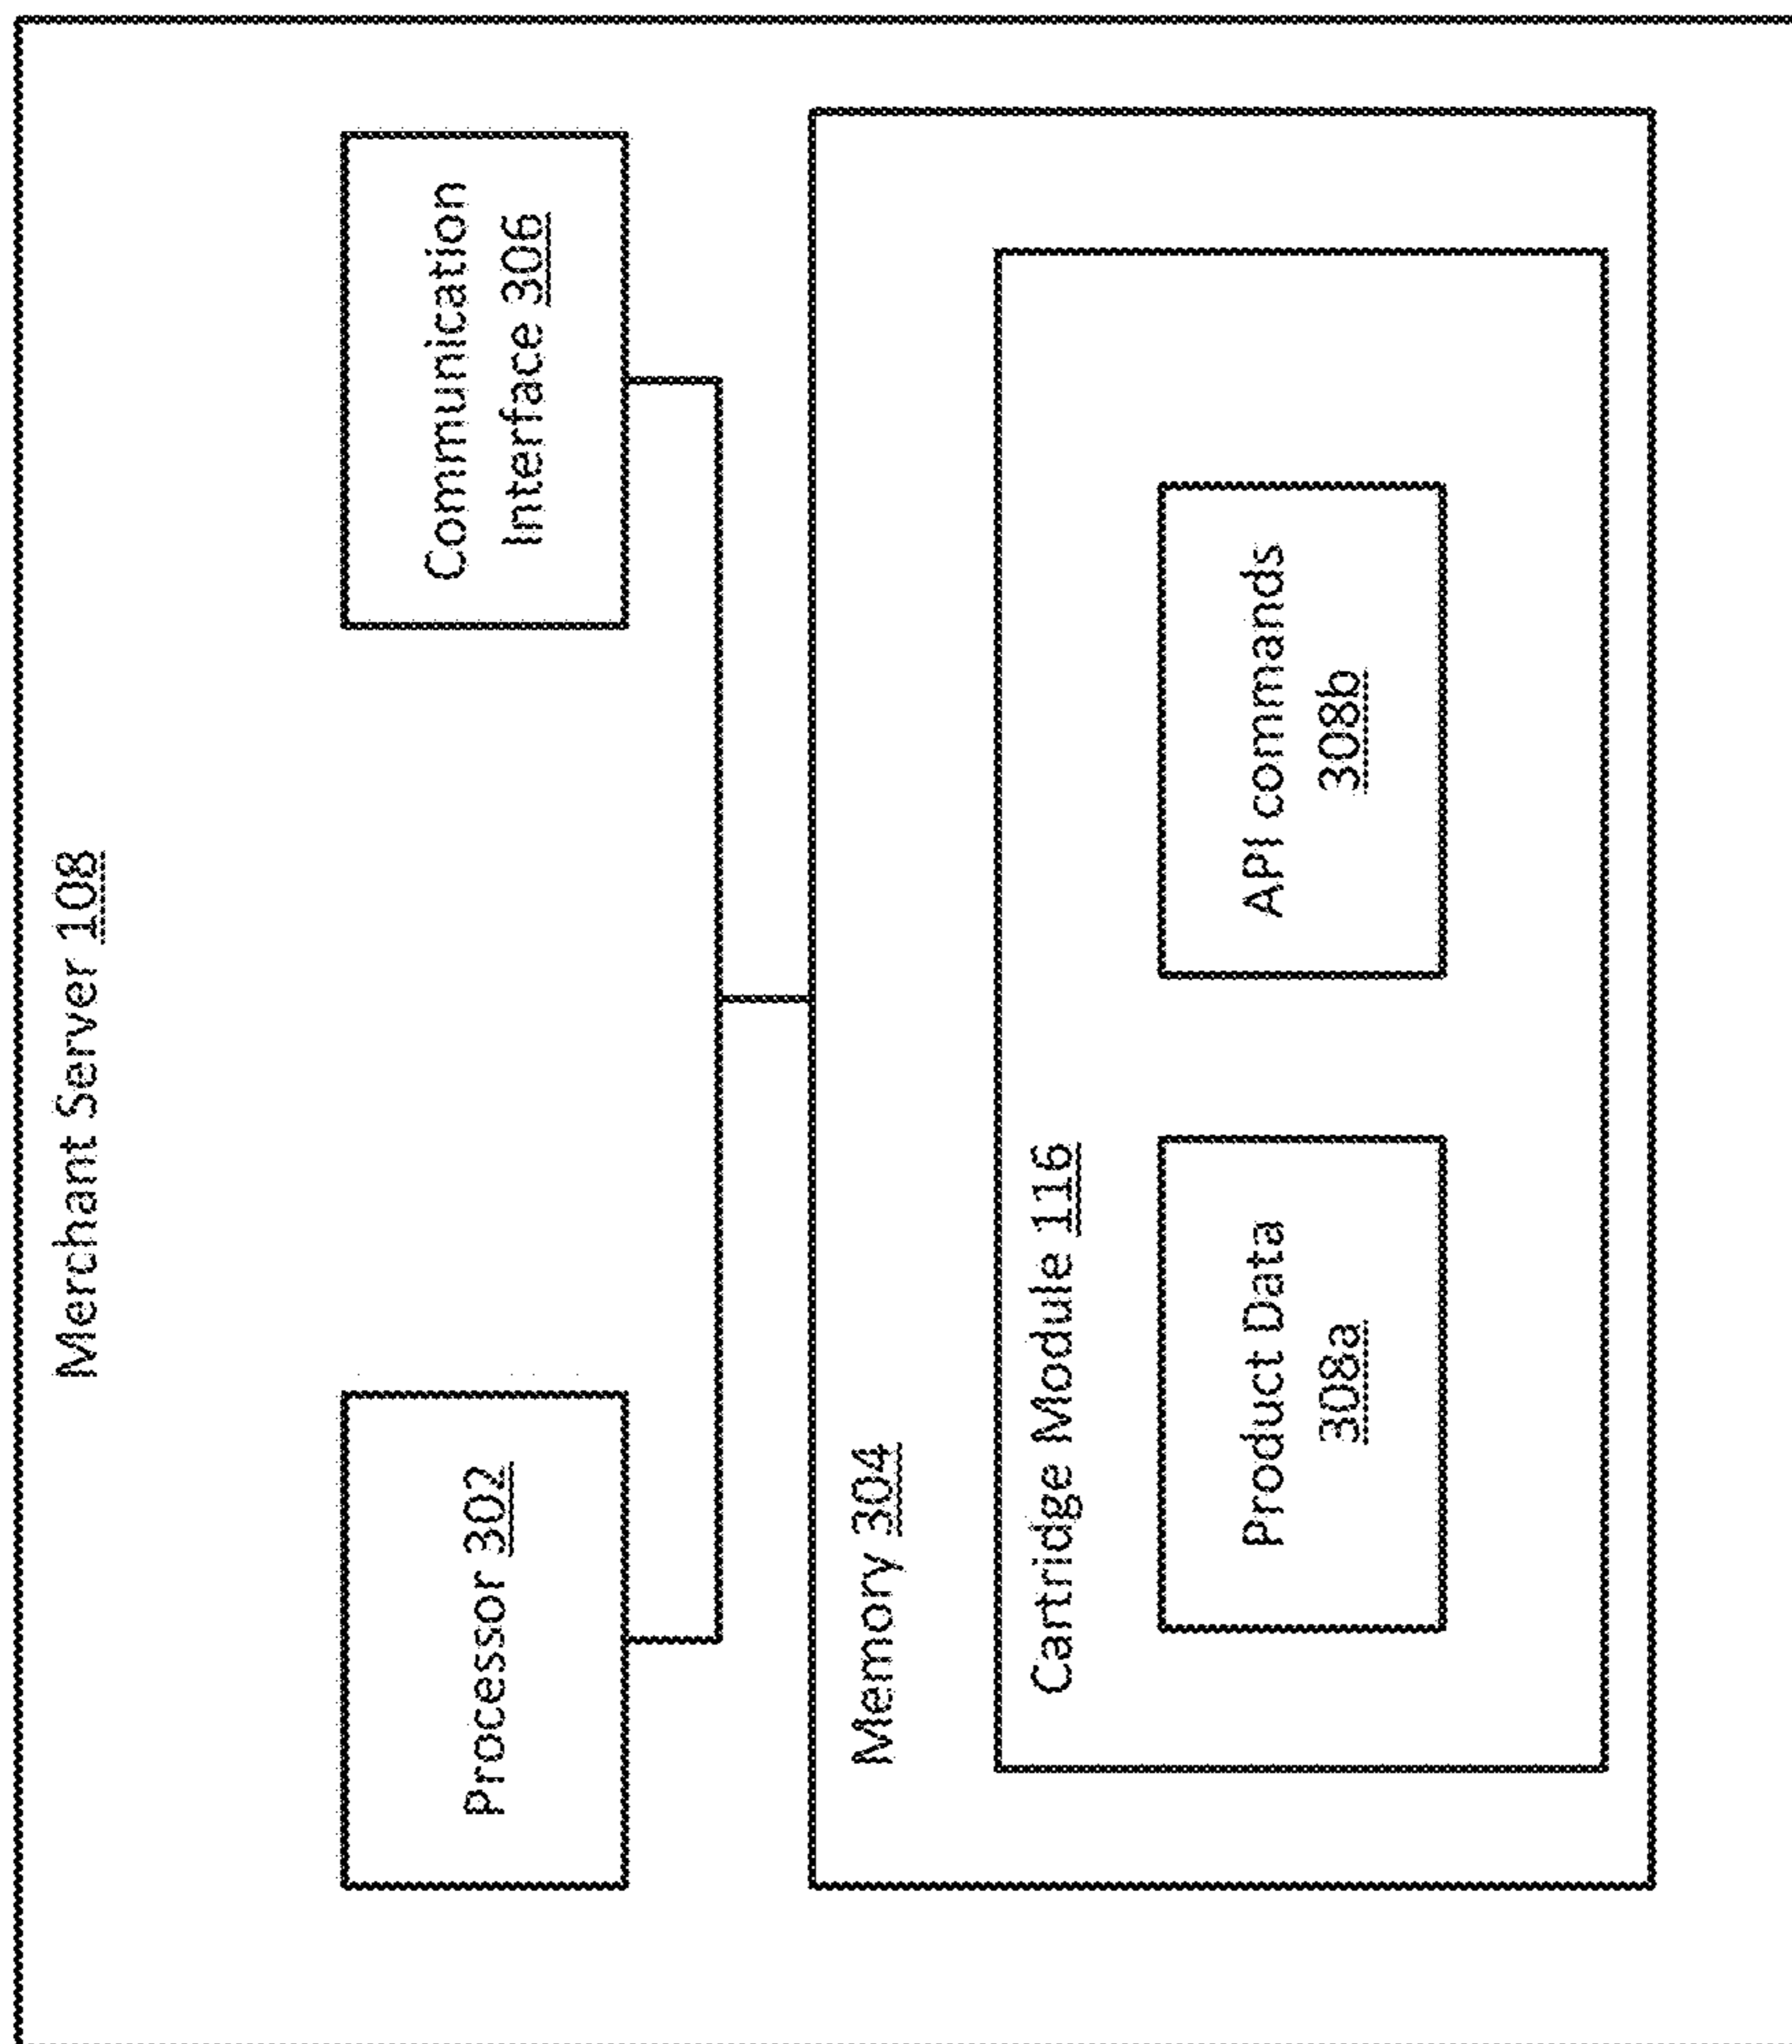 Merchant Server 108
Processor 302
Communication
Interface 306
Memory 304
Cartridge Module 116
Product Data
308a
API commands
308b